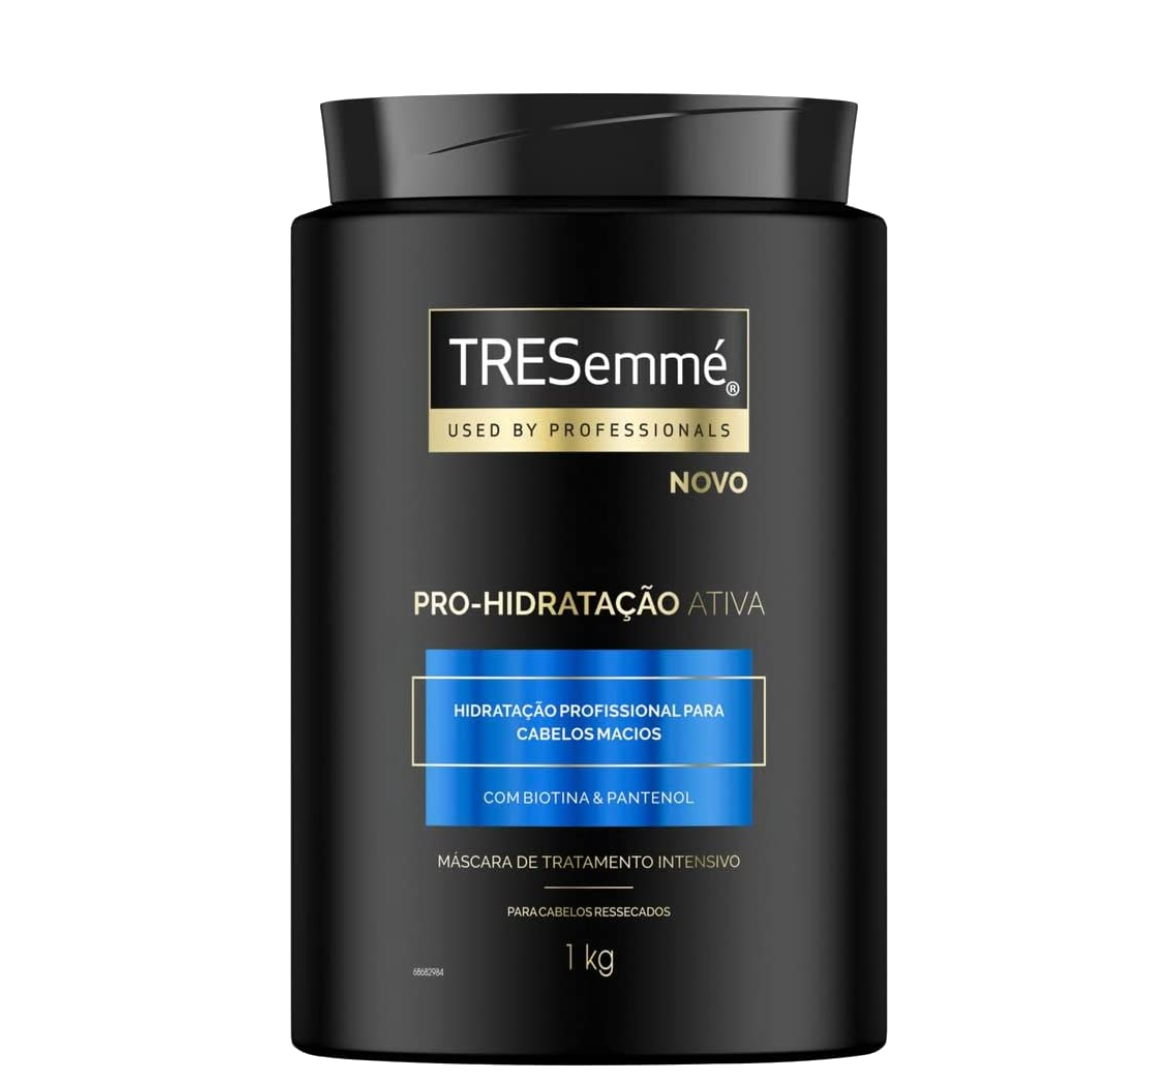 TRESemmé®
USED BY PROFESSIONALS
NOVO
PRO-HIDRATAÇÃO ATIVA
HIDRATAÇÃO PROFISSIONAL PARA
CABELOS MACIOS
COM BIOTINA & PANTENOL
MÁSCARA DE TRATAMENTO INTENSIVO
PARA CABELOS RESSECADOS
1 kg
68682984